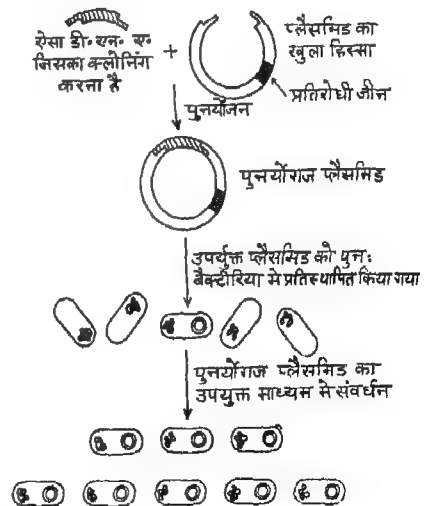 ऐसा डी॰ एन॰ ए॰
जिसका क्लोनिंग
करना है
+
प्लैसमिड का
खुला हिस्सा
प्रतिरोधी जीन
पुनर्योजन
पुनर्योगज प्लैसमिड
उपर्युक्त प्लैसमिड को पुनः
बैक्टीरिया में प्रतिस्थापित किया गया
पुनर्योगज प्लैसमिड का
उपयुक्त माध्यम में संवर्धन